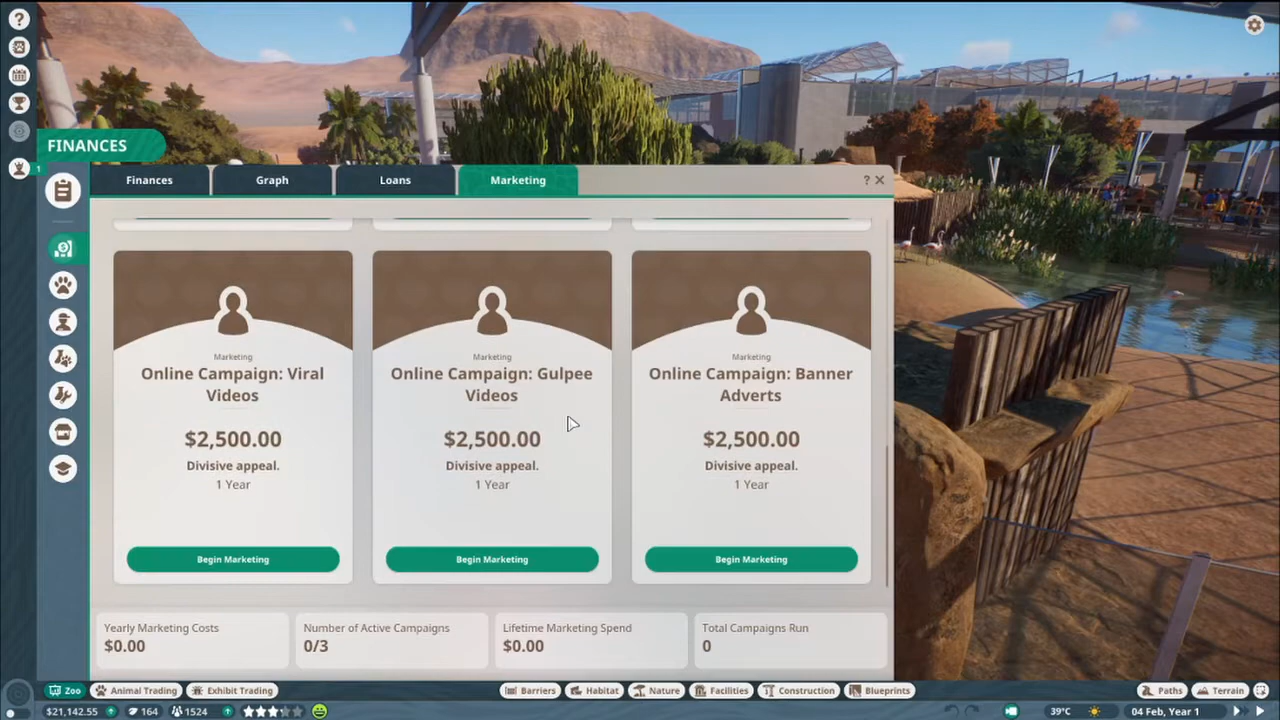 FINANCES
1
Finances
Graph
Loans
Marketing
?
Marketing
Online Campaign: Viral
Videos
$2,500.00
Divisive appeal.
1 Year
Begin Marketing
Marketing
Online Campaign: Gulpee
Videos
$2,500.00
Divisive appeal.
1 Year
Begin Marketing
Marketing
Online Campaign: Banner
Adverts
$2,500.00
Divisive appeal.
1 Year
Begin Marketing
Yearly Marketing Costs
$0.00
Number of Active Campaigns
0/3
Lifetime Marketing Spend
$0.00
Total Campaigns Run
0
Zoo
Animal Trading
Exhibit Trading
Barriers
Habitat
Nature
Facilities
Construction
Blueprints
Paths
Terrain
$21,142.55
164
1524
39°C
04 Feb, Year 1